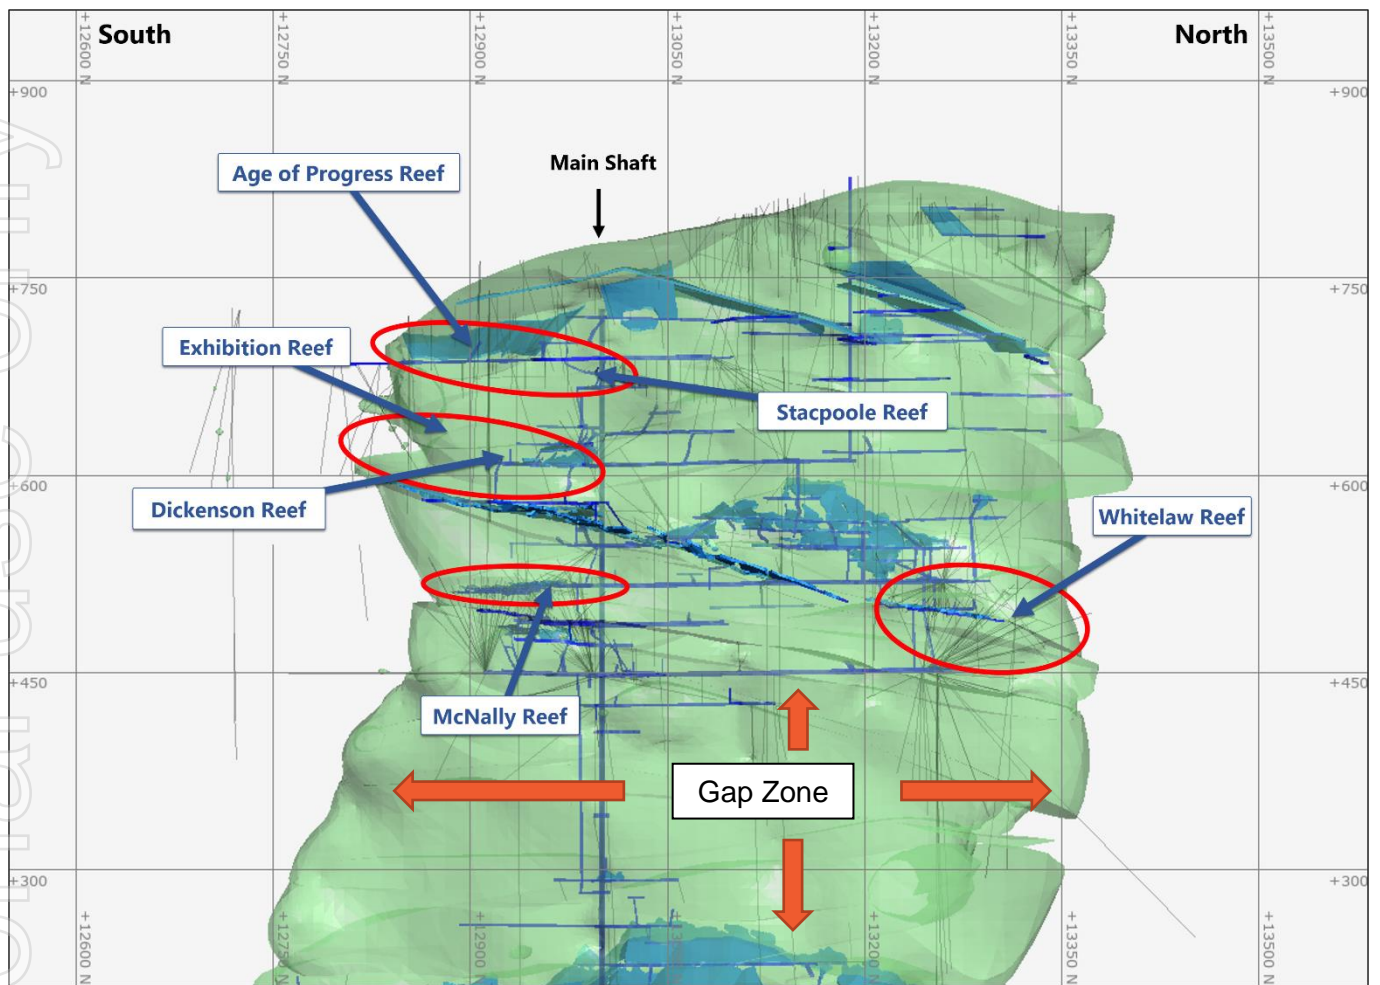 +12600 N
+12750 N
+12900 N
+13050 N
+13200 N
+13350 N
+13500 N
South
North
+900
+900
Main Shaft
Age of Progress Reef
+750
+750
Exhibition Reef
Stacpoole Reef
+600
+600
Dickenson Reef
Whitelaw Reef
+450
+450
McNally Reef
Gap Zone
+300
+300
+12600 N
+12750 N
+12900 N
+13200 N
+13350 N
+13500 N